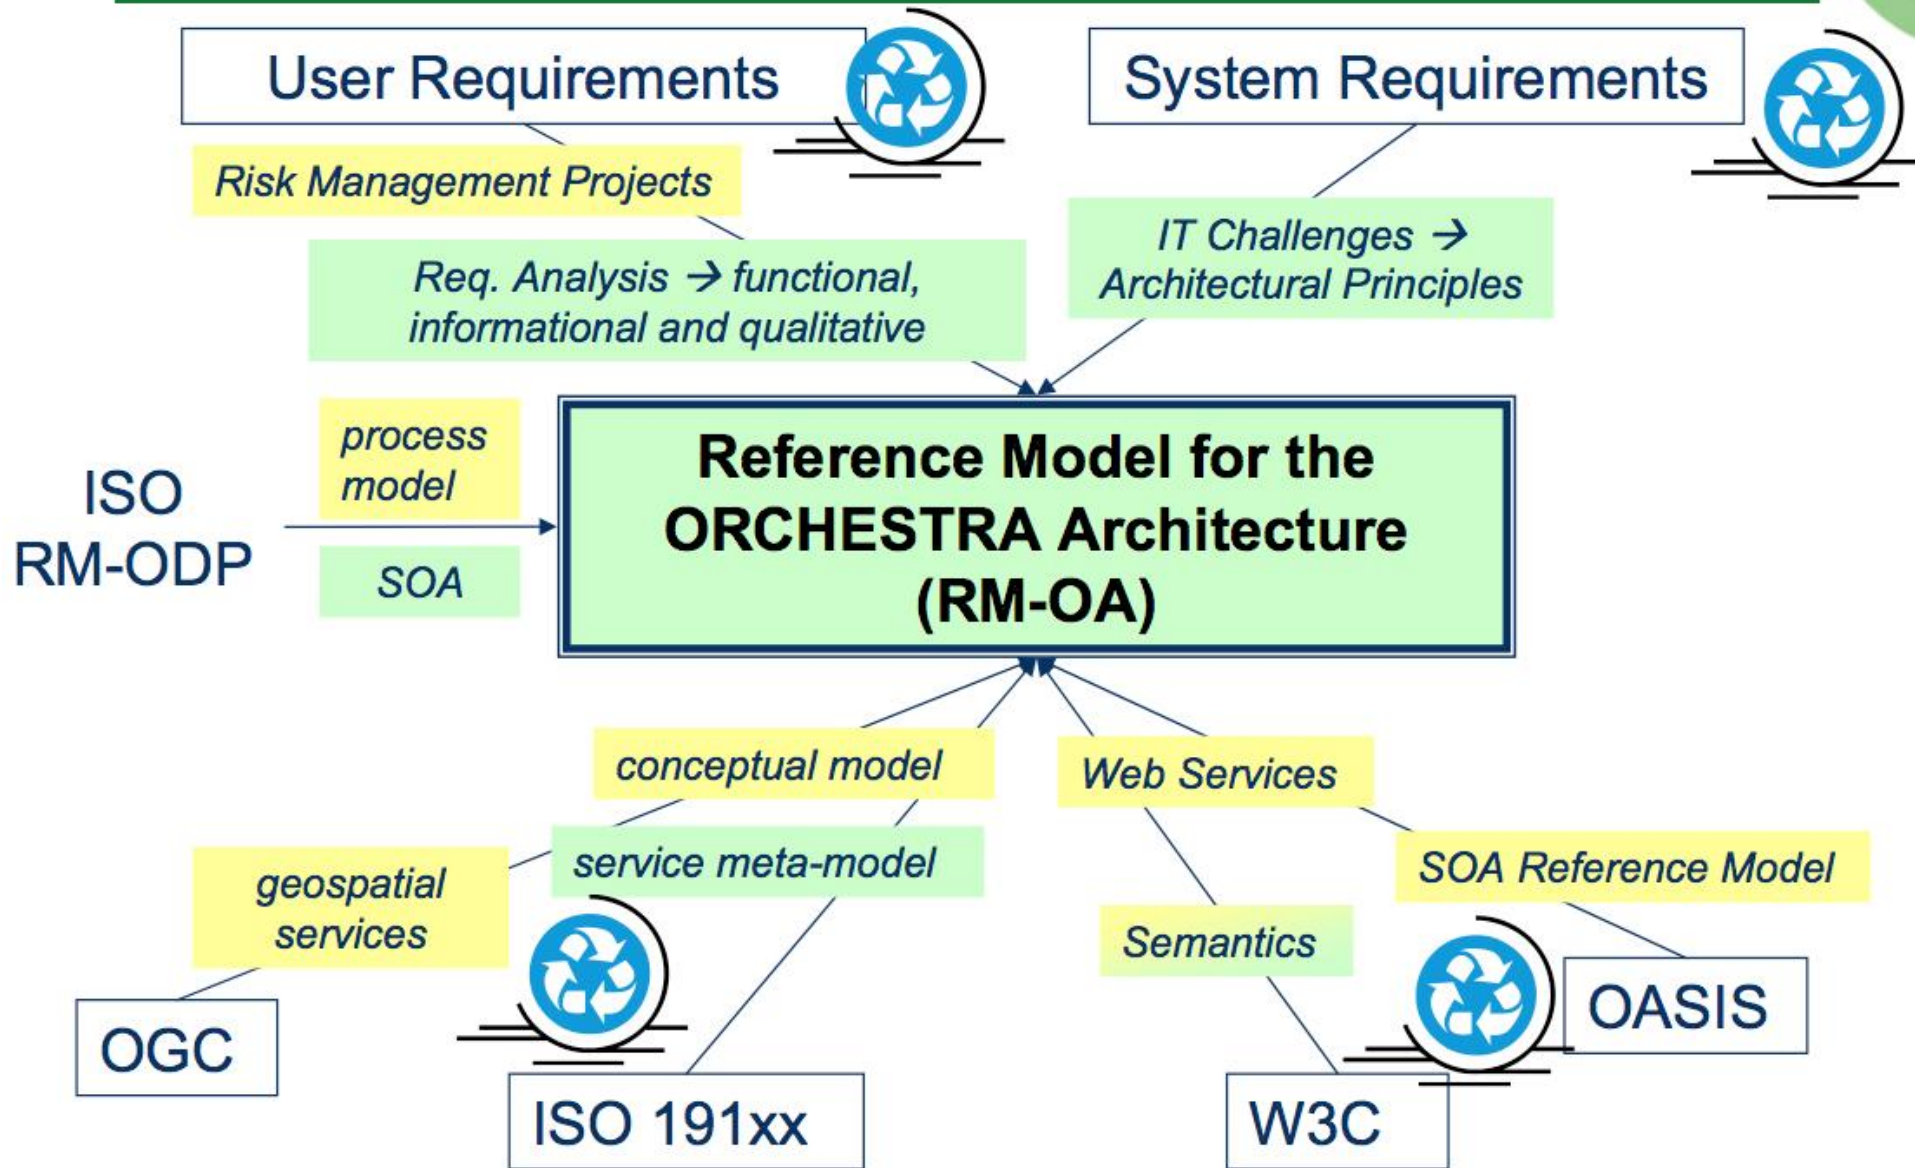 User Requirements
System Requirements
Risk Management Projects
IT Challenges →
Architectural Principles
Req. Analysis → functional,
informational and qualitative
process
model
ISO
RM-ODP
SOA
Reference Model for the
ORCHESTRA Architecture
(RM-OA)
conceptual model
Web Services
service meta-model
SOA Reference Model
geospatial
services
Semantics
OGC
OASIS
ISO 191xx
W3C